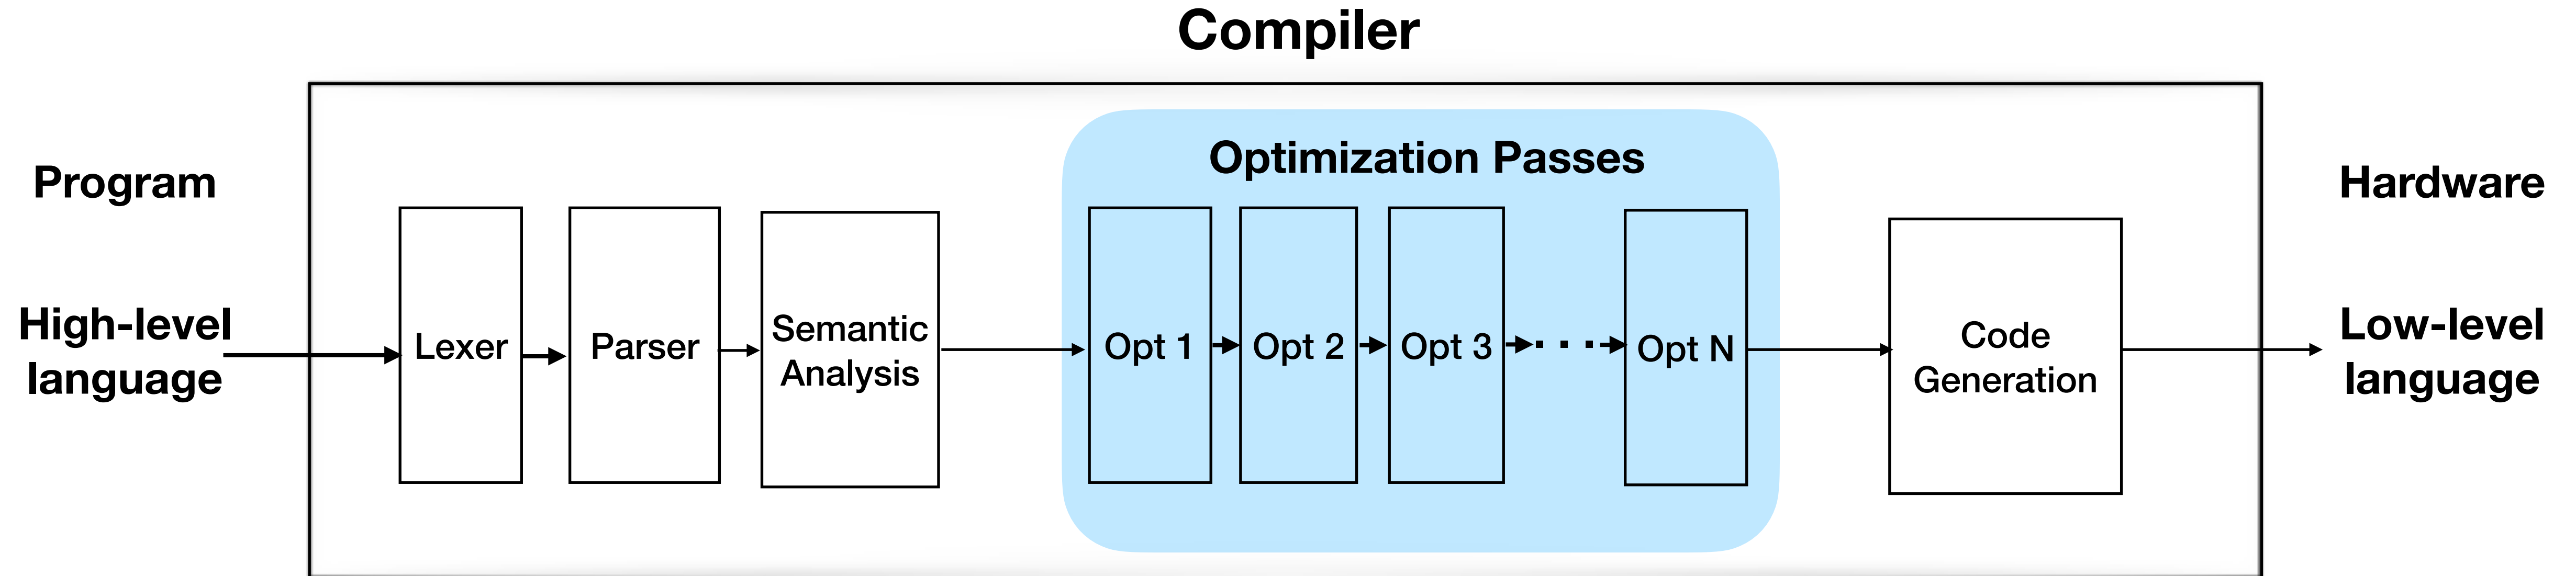 Compiler
Program
High-level
language
Lexer
Parser
Semantic
Analysis
Optimization Passes
Opt 1
Opt 2
Opt 3
. . .
Opt N
Code
Generation
Hardware
Low-level
language